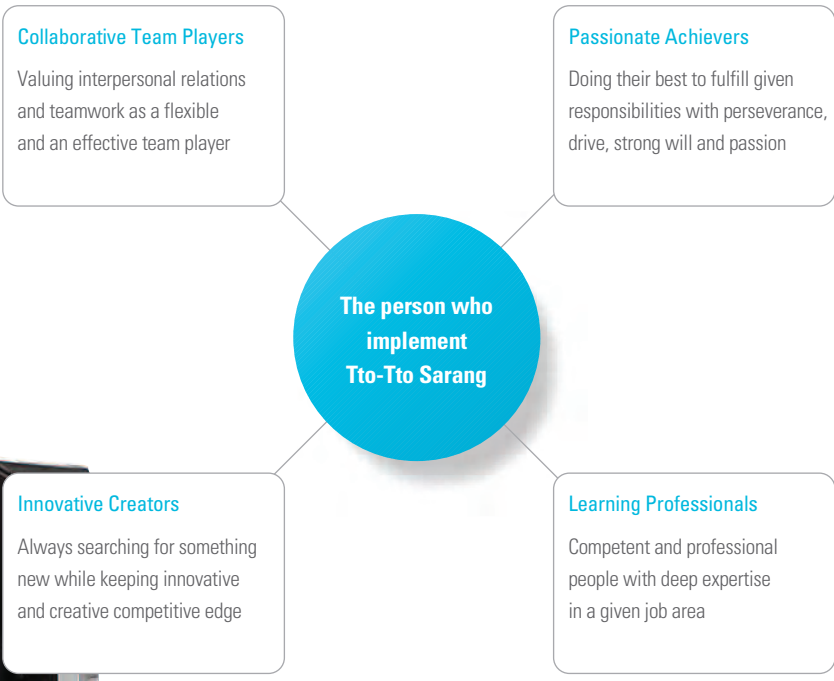 Collaborative Team Players
Valuing interpersonal relations
and teamwork as a flexible
and an effective team player
Passionate Achievers
Doing their best to fulfill given
responsibilities with perseverance,
drive, strong will and passion
The person who
implement
Tto-Tto Sarang
Innovative Creators
Always searching for something
new while keeping innovative
and creative competitive edge
Learning Professionals
Competent and professional
people with deep expertise
in a given job area